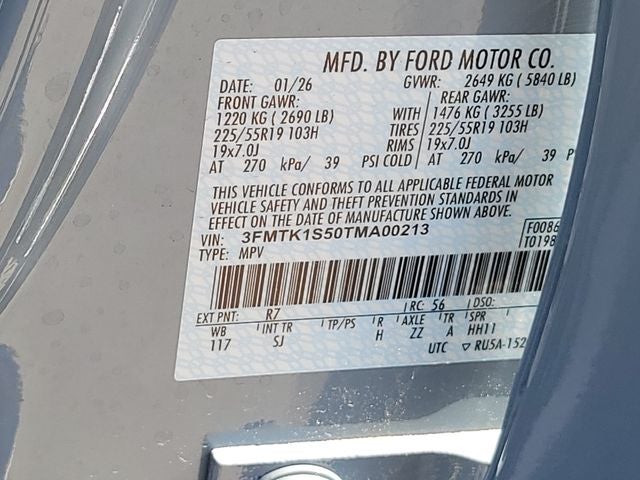 MFD. BY FORD MOTOR CO.
DATE: 01/26 GVWR: 2649 KG ( 5840 LB)
FRONT GAWR: REAR GAWR:
1220 KG ( 2690 LB) WITH 1476 KG ( 3255 LB)
225/55R19 103H TIRES 225/55R19 103H
19x7.0J RIMS 19x7.0J
AT 270 kPa/ 39 PSI COLD AT 270 kPa/ 39 P
THIS VEHICLE CONFORMS TO ALL APPLICABLE FEDERAL MOTOR
VEHICLE SAFETY AND THEFT PREVENTION STANDARDS IN
EFFECT ON THE DATE OF MANUFACTURE SHOWN ABOVE.
VIN: 3FMTK1S50TMA00213 F0086
TYPE: MPV T0198
EXT PNT: R7 RC: 56 DSO:
WB INT TR TP/PS R AXLE TR SPR
117 SJ H ZZ A HH11
UTC ▽ RU5A-152